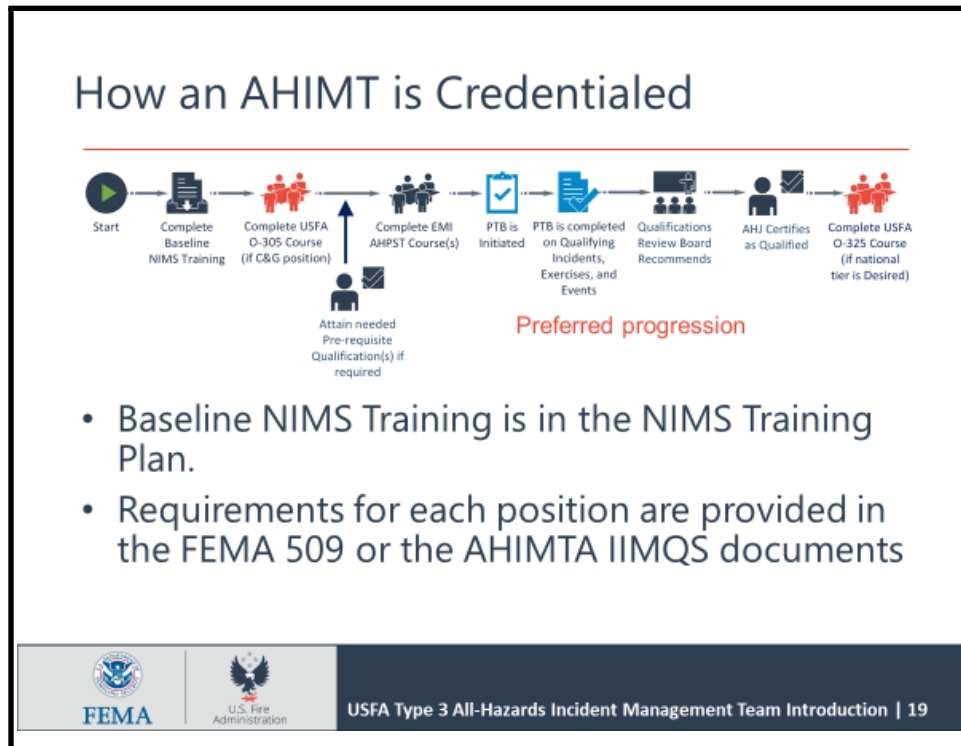 How an AHIMT is Credentialed
Start
Complete
Baseline
NIMS Training
Complete USFA
O-305 Course
(if C&G position)
Attain needed
Pre-requisite
Qualification(s) if
required
Complete EMI
AHPST Course(s)
PTB is
Initiated
PTB is completed
on Qualifying
Incidents,
Exercises, and
Events
Qualifications
Review Board
Recommends
AHJ Certifies
as Qualified
Complete USFA
O-325 Course
(if national
tier is Desired)
Preferred progression
• Baseline NIMS Training is in the NIMS Training
Plan.
• Requirements for each position are provided in
the FEMA 509 or the AHIMTA IIMQS documents
FEMA
U.S. Fire
Administration
USFA Type 3 All-Hazards Incident Management Team Introduction | 19